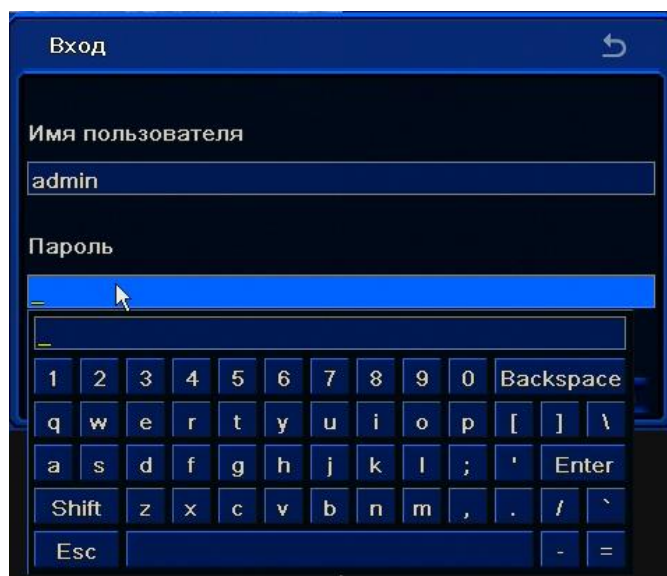 Вход
Имя пользователя
admin
Пароль
_
_
1 2 3 4 5 6 7 8 9 0 Backspace
q w e r t y u i o p [ ] \
a s d f g h j k l ; ' Enter
Shift z x c v b n m , . / `
Esc - =